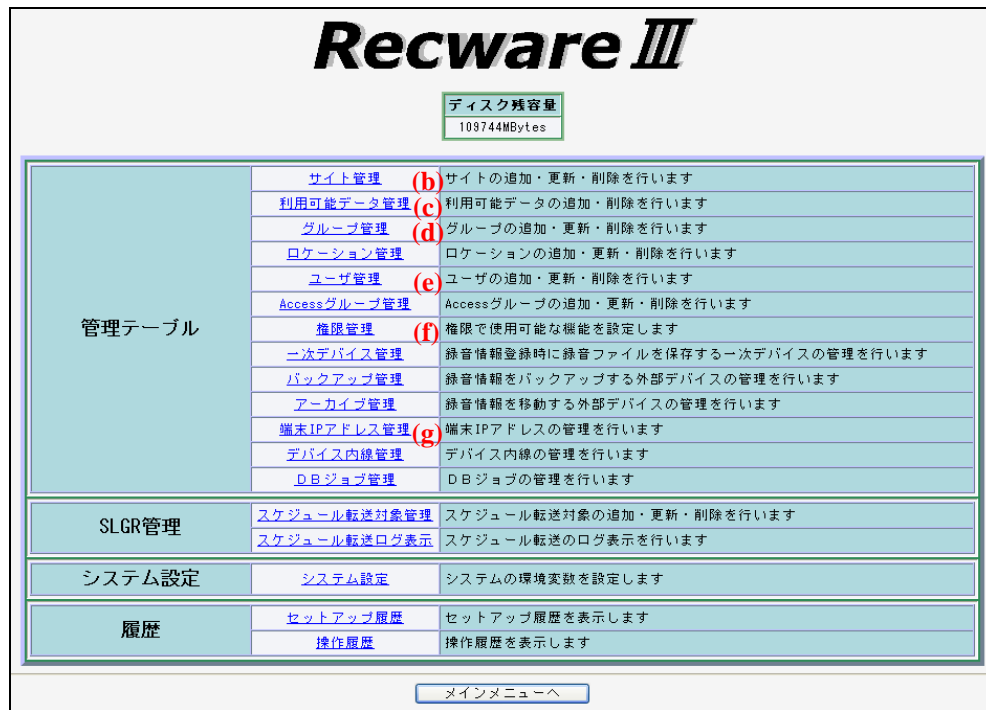 Recware Ⅲ
ディスク残容量
109744MBytes
管理テーブル
サイト管理 (b) サイトの追加・更新・削除を行います
利用可能データ管理 (c) 利用可能データの追加・削除を行います
グループ管理 (d) グループの追加・更新・削除を行います
ロケーション管理 ロケーションの追加・更新・削除を行います
ユーザ管理 (e) ユーザの追加・更新・削除を行います
Accessグループ管理 Accessグループの追加・更新・削除を行います
権限管理 (f) 権限で使用可能な機能を設定します
一次デバイス管理 録音情報登録時に録音ファイルを保存する一次デバイスの管理を行います
バックアップ管理 録音情報をバックアップする外部デバイスの管理を行います
アーカイブ管理 録音情報を移動する外部デバイスの管理を行います
端末IPアドレス管理 (g) 端末IPアドレスの管理を行います
デバイス内線管理 デバイス内線の管理を行います
ＤＢジョブ管理 ＤＢジョブの管理を行います
SLGR管理
スケジュール転送対象管理 スケジュール転送対象の追加・更新・削除を行います
スケジュール転送ログ表示 スケジュール転送のログ表示を行います
システム設定 システム設定 システムの環境変数を設定します
履歴
セットアップ履歴 セットアップ履歴を表示します
操作履歴 操作履歴を表示します
メインメニューへ